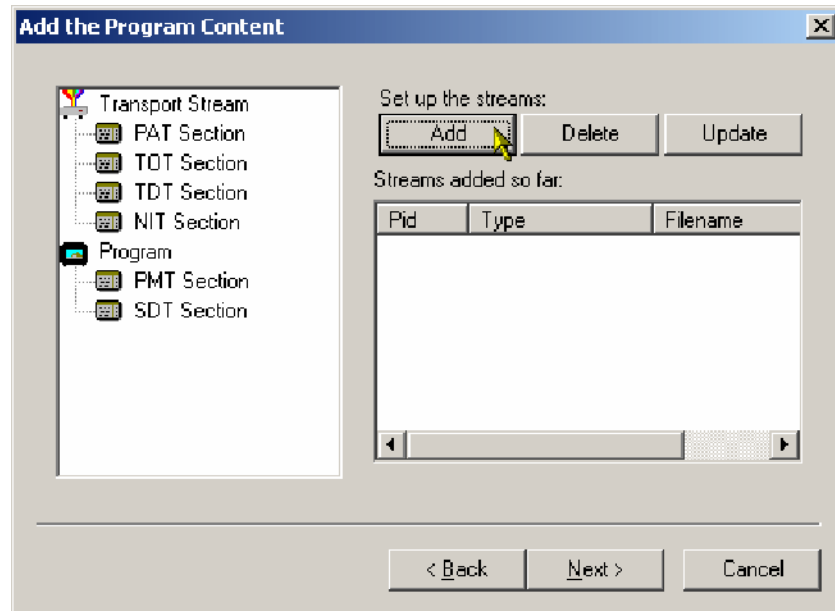 Add the Program Content
Transport Stream
PAT Section
TOT Section
TDT Section
NIT Section
Program
PMT Section
SDT Section
Set up the streams:
Add Delete Update
Streams added so far:
Pid Type Filename
< Back Next > Cancel